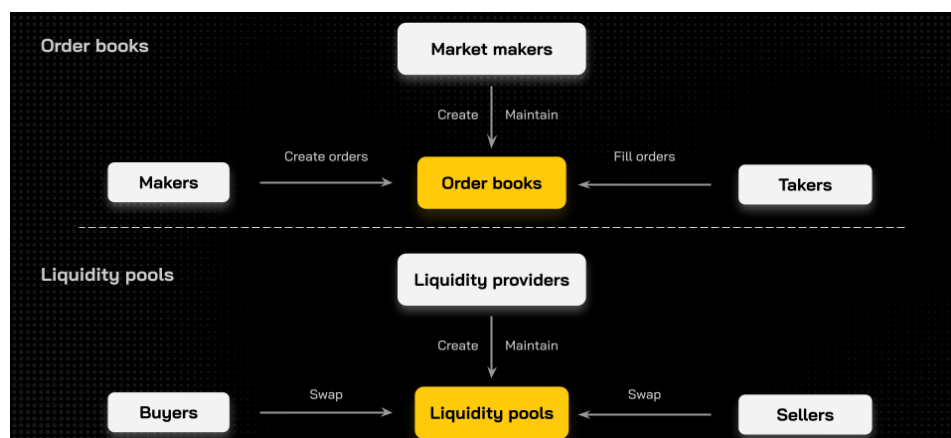 Order books
Market makers
Create
Maintain
Create orders
Fill orders
Makers
Order books
Takers
Liquidity pools
Liquidity providers
Create
Maintain
Swap
Swap
Buyers
Liquidity pools
Sellers